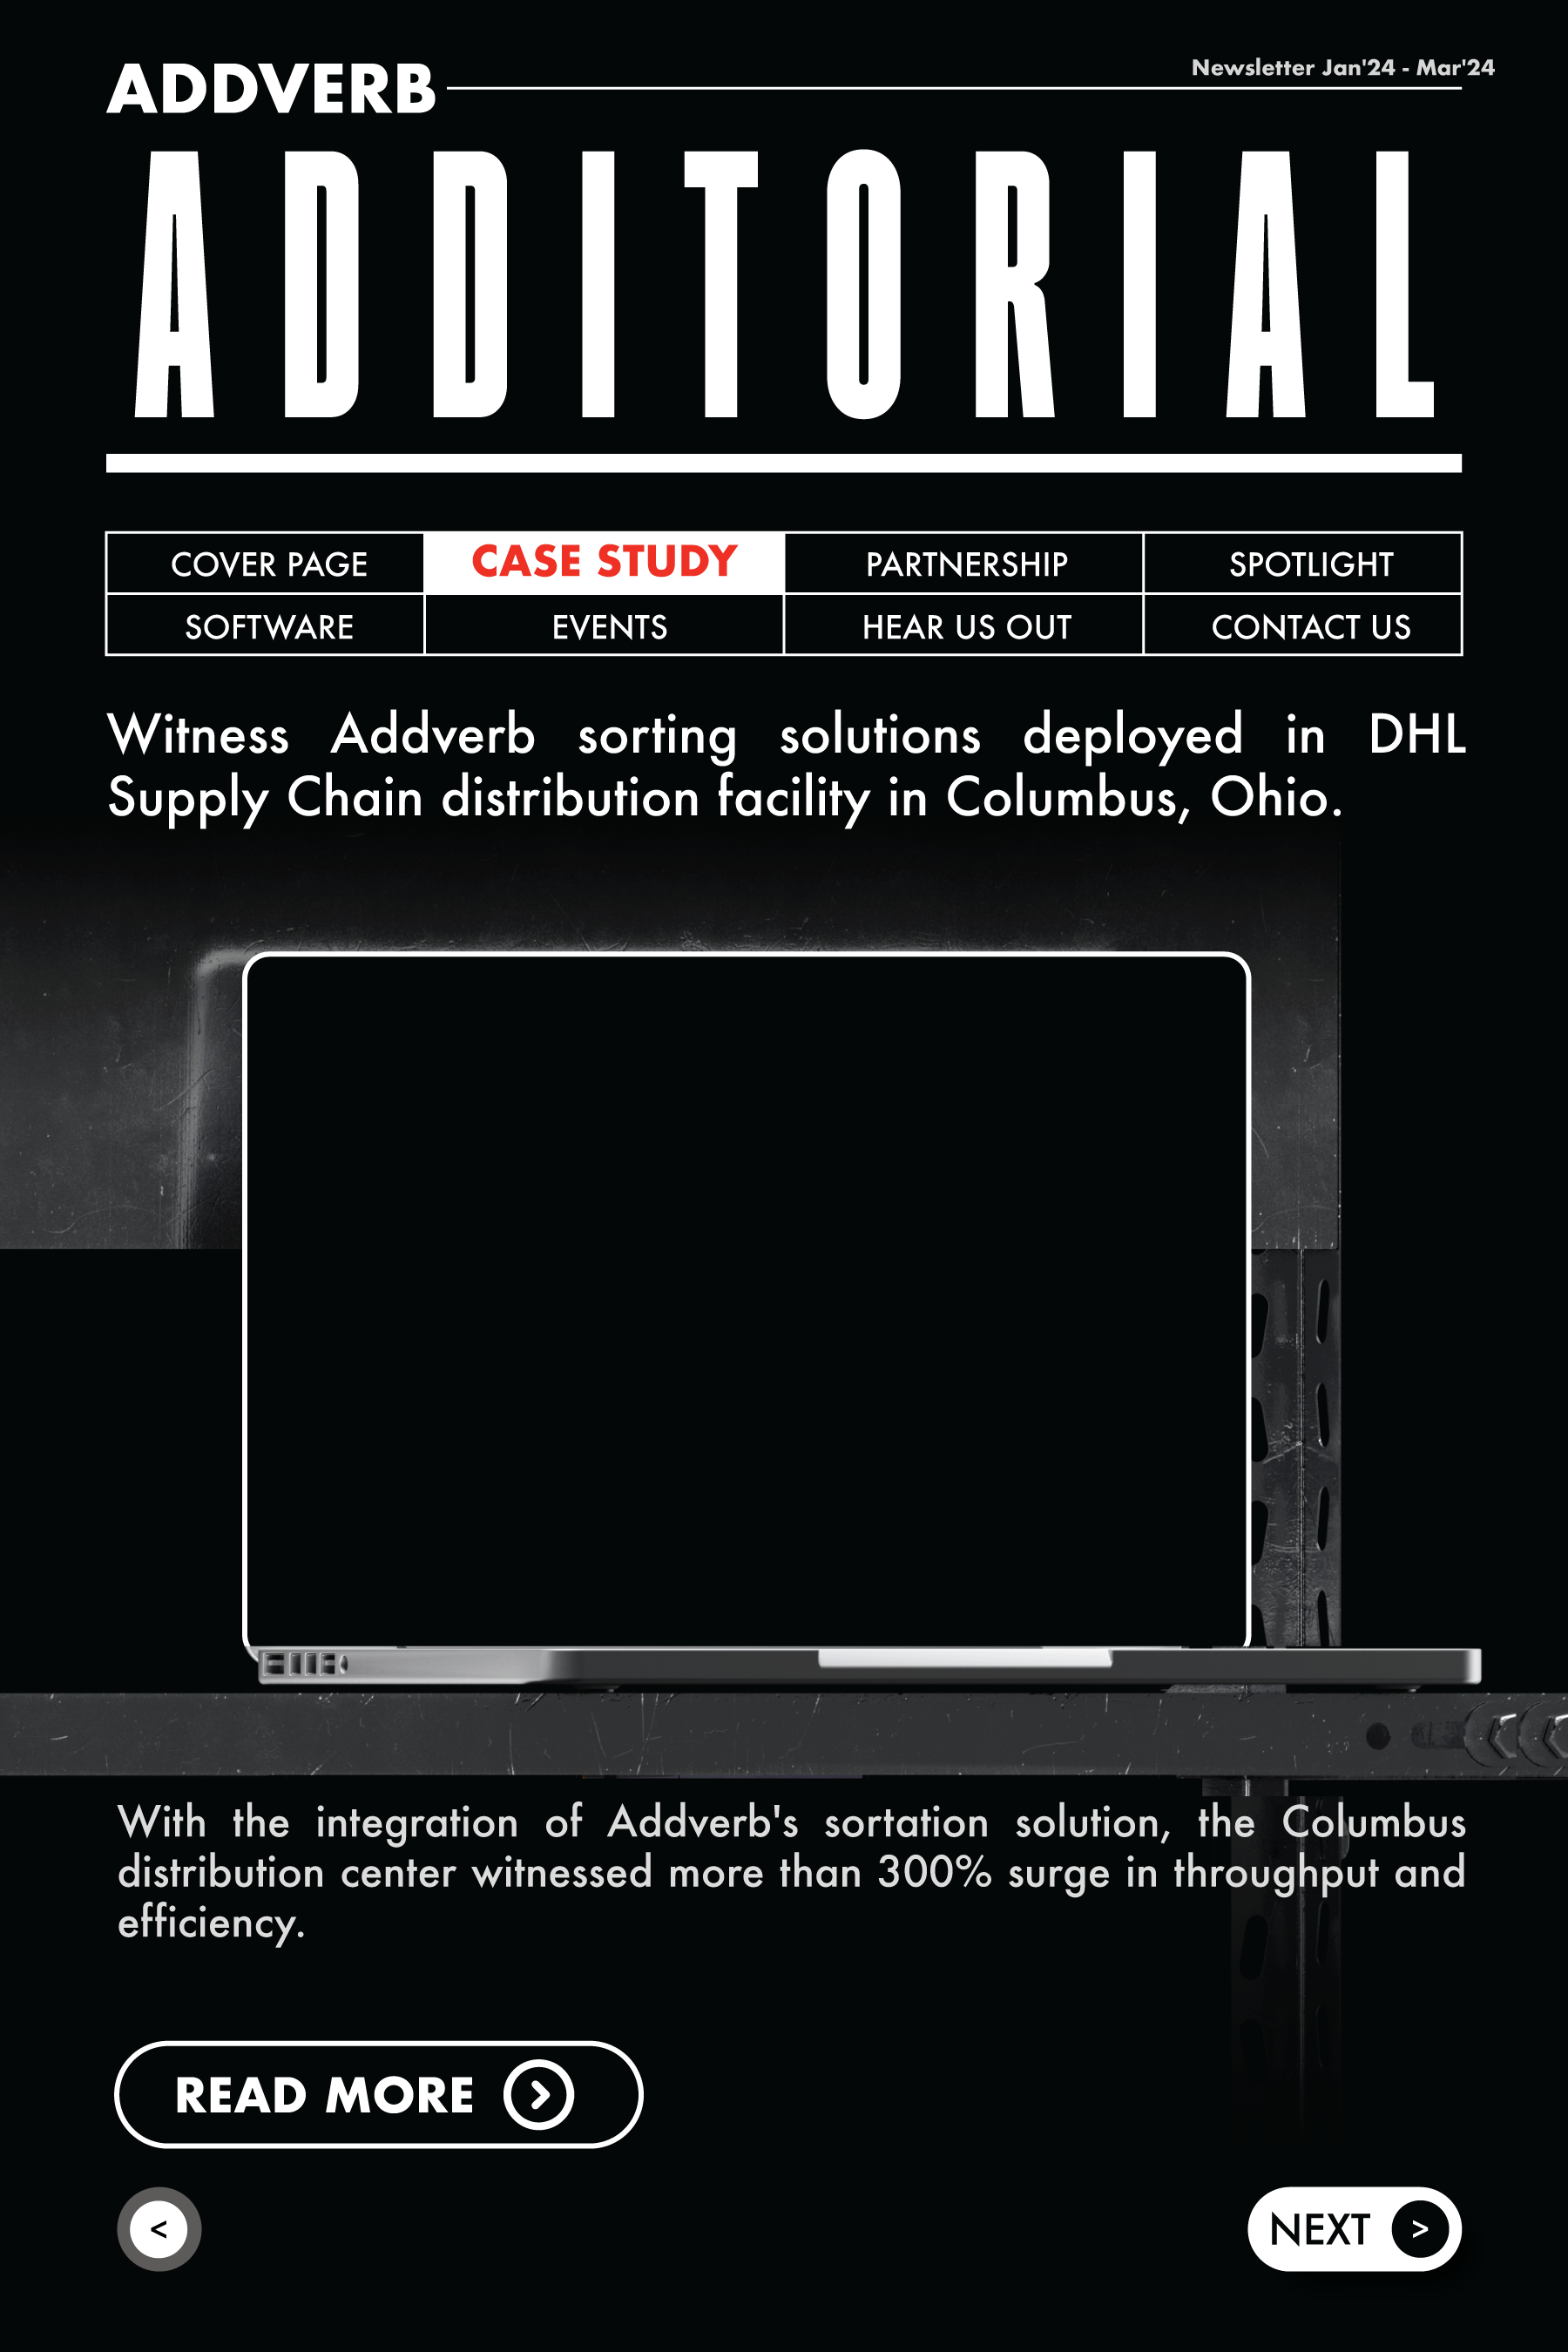 ADDVERB
Newsletter Jan'24 - Mar'24
ADDITORIAL
COVER PAGE
CASE STUDY
PARTNERSHIP
SPOTLIGHT
SOFTWARE
EVENTS
HEAR US OUT
CONTACT US
Witness Addverb sorting solutions deployed in DHL
Supply Chain distribution facility in Columbus, Ohio.
With the integration of Addverb's sortation solution, the Columbus
distribution center witnessed more than 300% surge in throughput and
efficiency.
READ MORE
<
NEXT >